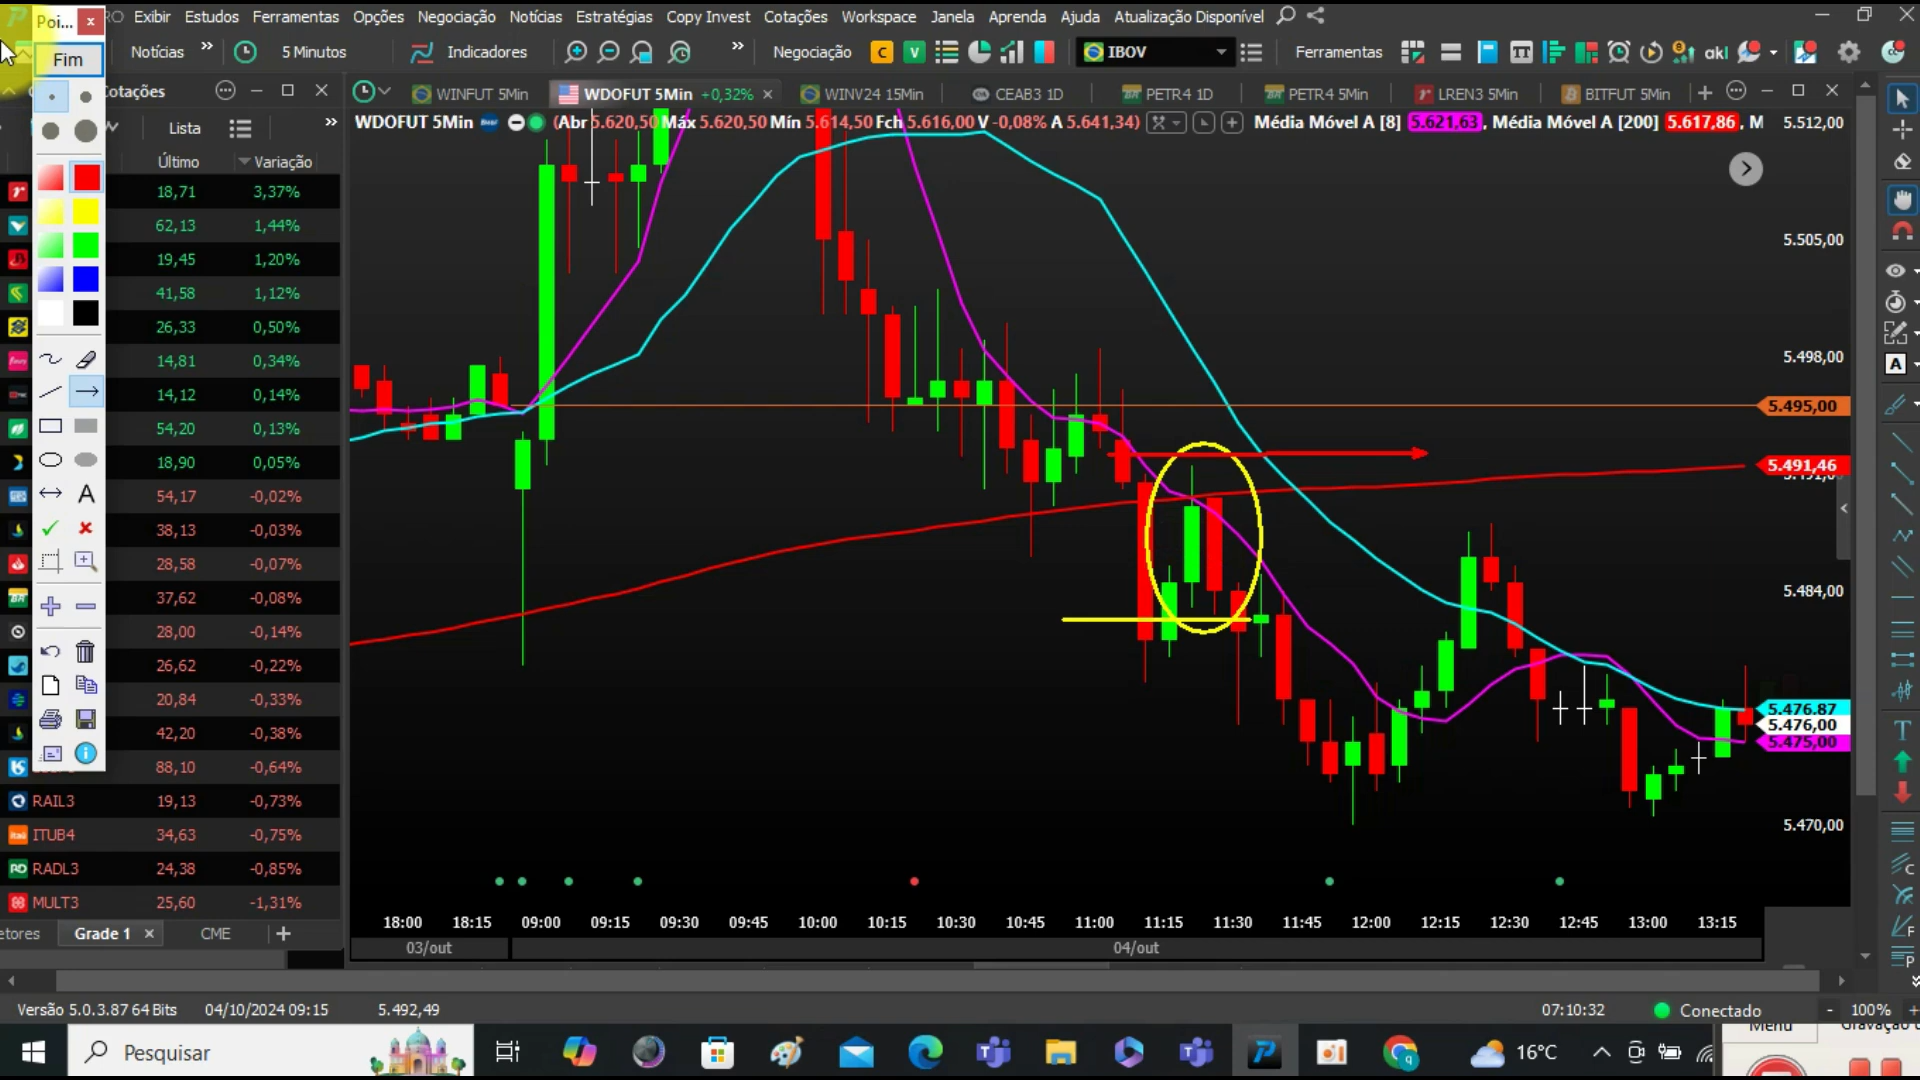 Poi... x
Fim
Exibir Estudos Ferramentas Opções Negociação Notícias Estratégias Copy Invest Cotações Workspace Janela Aprenda Ajuda Atualização Disponível
Notícias » 5 Minutos Indicadores » Negociação C V IBOV Ferramentas akl
otações
WINFUT 5Min WDOFUT 5Min +0,32% WINV24 15Min CEAB3 1D PETR4 1D PETR4 5Min LREN3 5Min BITFUT 5Min
Lista »
WDOFUT 5Min (Abr 5.620,50 Máx 5.620,50 Mín 5.614,50 Fch 5.616,00 V -0,08% A 5.641,34) Média Móvel A [8] 5.621,63, Média Móvel A [200] 5.617,86, M
Último Variação
18,71 3,37%
62,13 1,44%
19,45 1,20%
41,58 1,12%
26,33 0,50%
14,81 0,34%
14,12 0,14%
54,20 0,13%
18,90 0,05%
54,17 -0,02%
38,13 -0,03%
28,58 -0,07%
37,62 -0,08%
28,00 -0,14%
26,62 -0,22%
20,84 -0,33%
42,20 -0,38%
88,10 -0,64%
RAIL3 19,13 -0,73%
ITUB4 34,63 -0,75%
RADL3 24,38 -0,85%
MULT3 25,60 -1,31%
5.512,00
5.505,00
5.498,00
5.495,00
5.491,46
5.484,00
5.476,87
5.476,00
5.475,00
5.470,00
18:00 18:15 09:00 09:15 09:30 09:45 10:00 10:15 10:30 10:45 11:00 11:15 11:30 11:45 12:00 12:15 12:30 12:45 13:00 13:15
03/out 04/out
etores Grade 1 × CME +
Versão 5.0.3.87 64 Bits 04/10/2024 09:15 5.492,49 07:10:32 Conectado - 100% +
Pesquisar
16°C
Menu